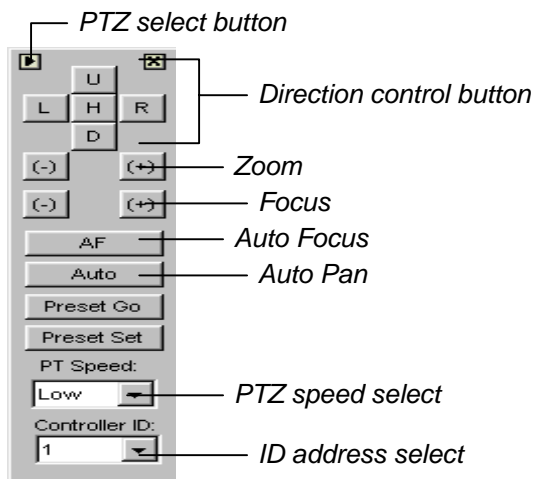 PTZ select button
U
L H R
Direction control button
D
(-) (+) Zoom
(-) (+) Focus
AF Auto Focus
Auto Auto Pan
Preset Go
Preset Set
PT Speed:
Low PTZ speed select
Controller ID:
1 ID address select